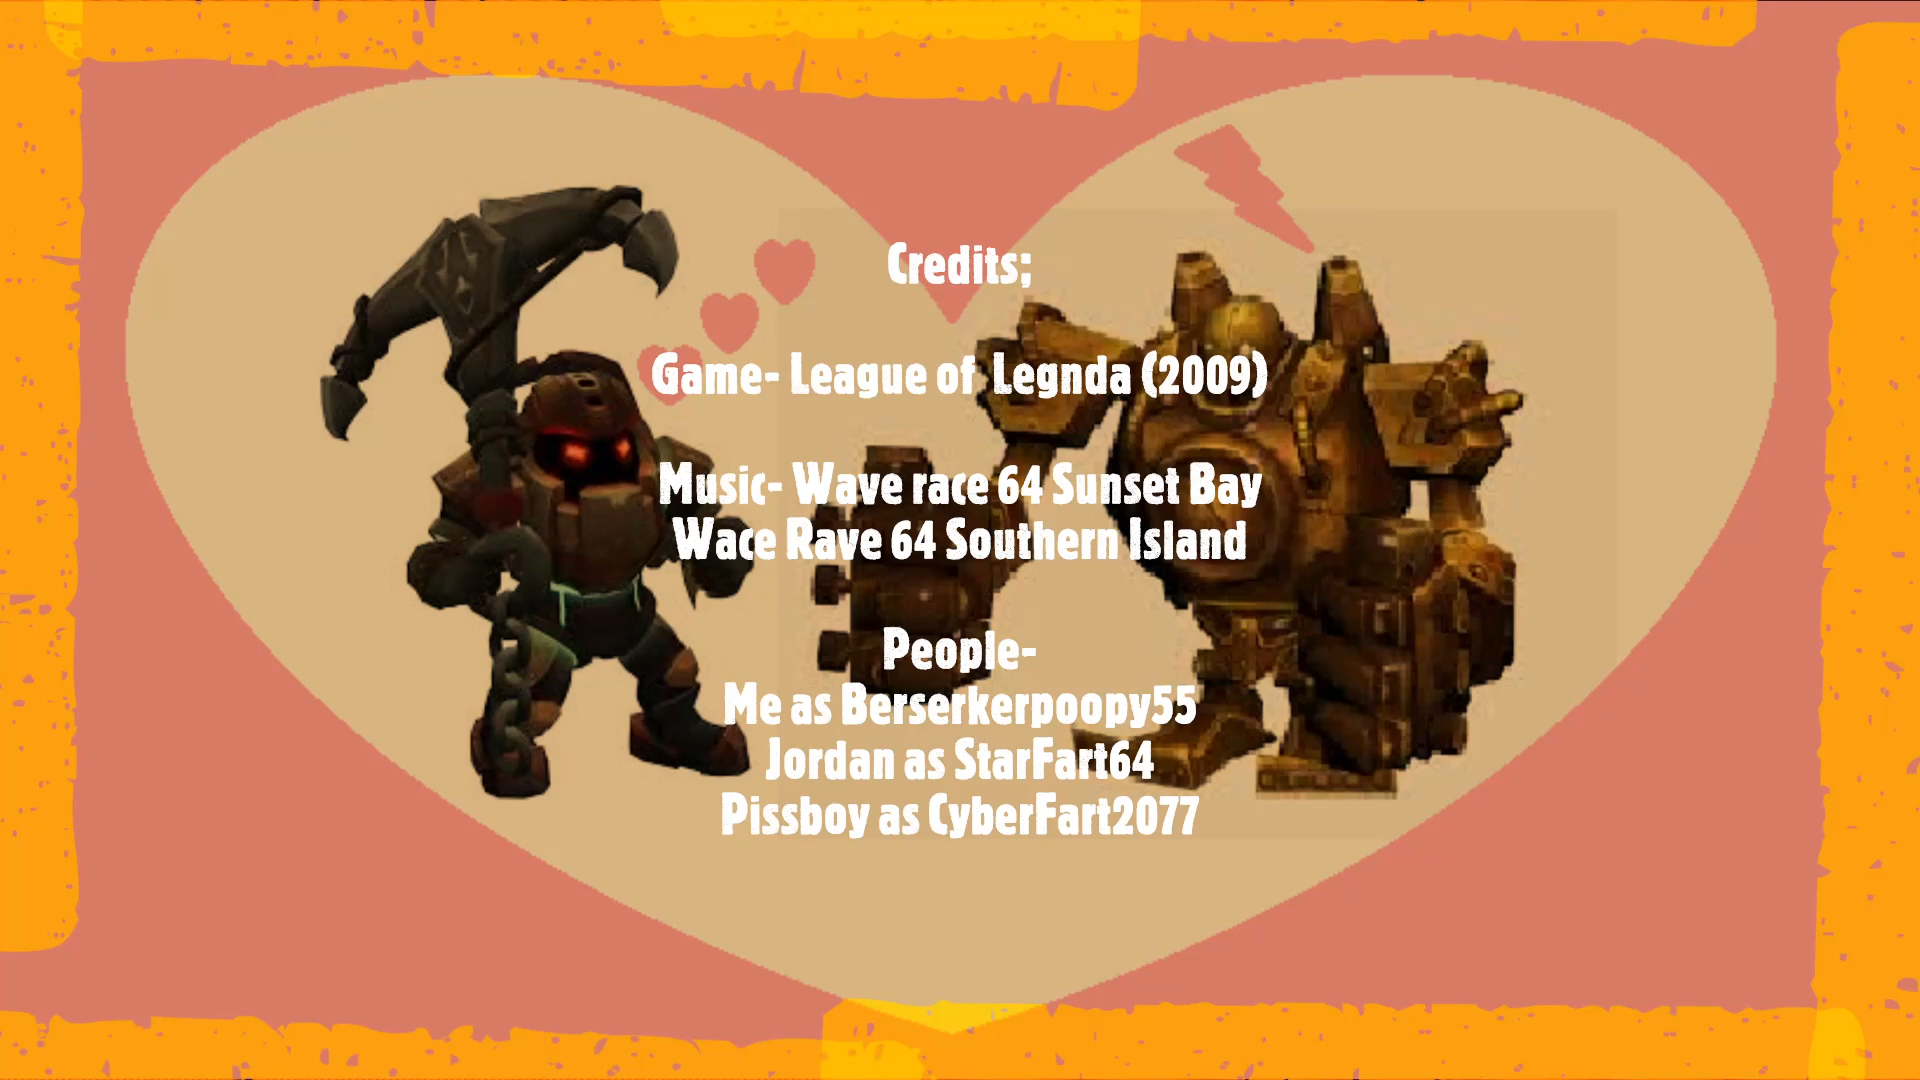 Credits;
Game- League of Legnda (2009)
Music- Wave race 64 Sunset Bay
Wace Rave 64 Southern Island
People-
Me as Berserkerpoopy55
Jordan as StarFart64
Pissboy as CyberFart2077